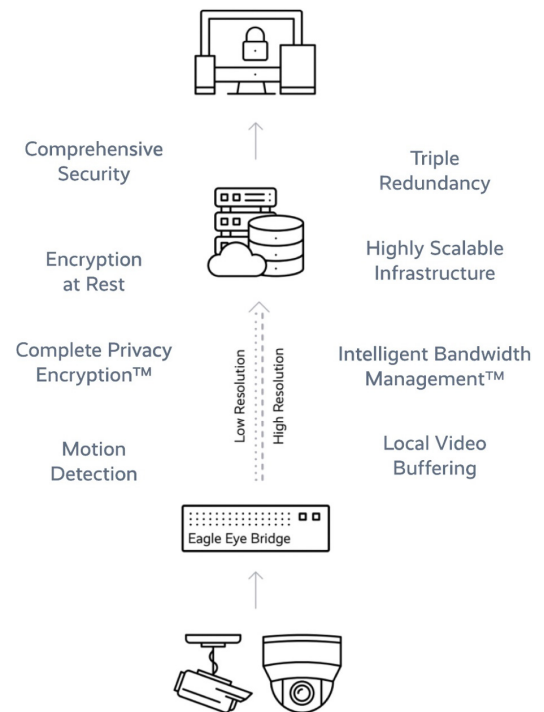 Comprehensive
Security
Triple
Redundancy
Encryption
at Rest
Highly Scalable
Infrastructure
Complete Privacy
Encryption™
Low Resolution
High Resolution
Intelligent Bandwidth
Management™
Motion
Detection
Local Video
Buffering
Eagle Eye Bridge